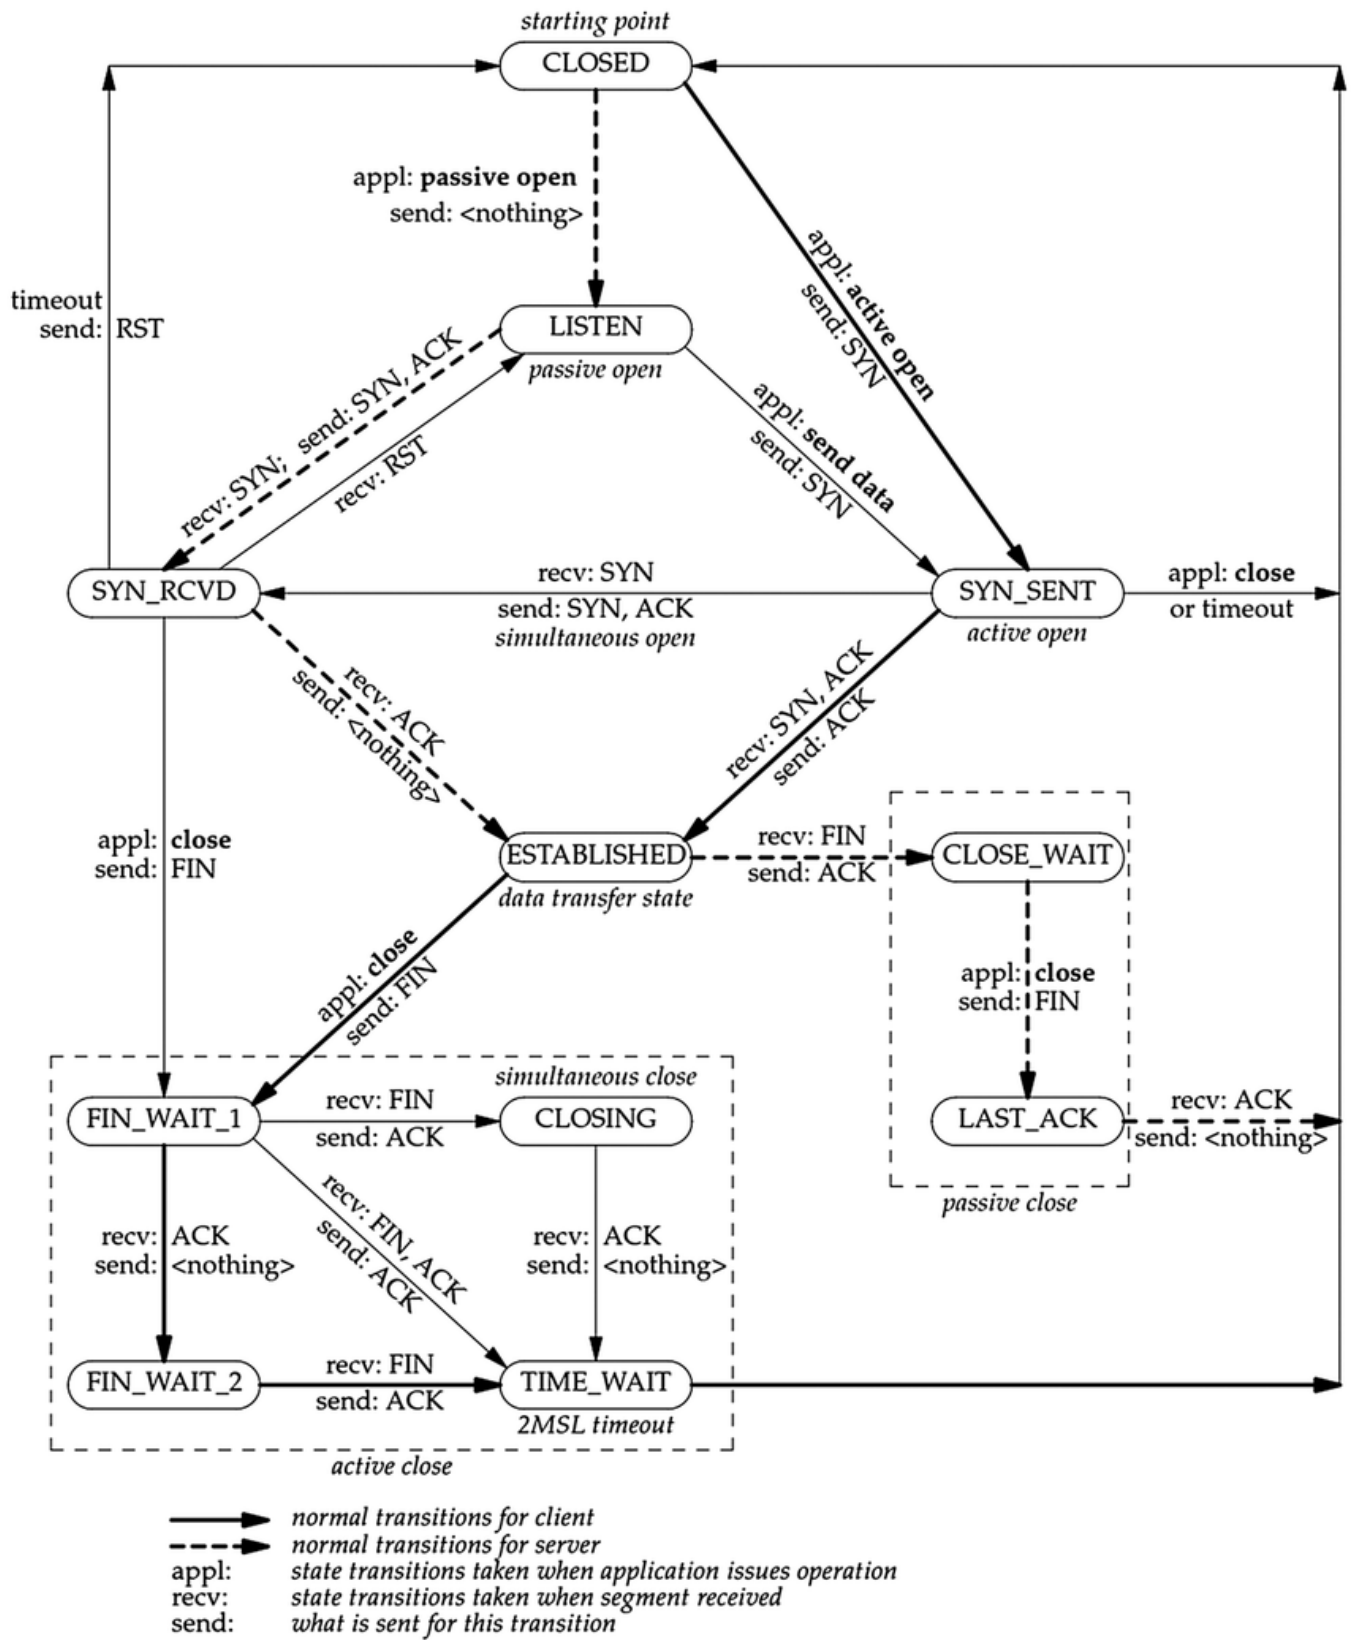 starting point
CLOSED
appl: passive open
send: <nothing>
appl: active open
send: SYN
timeout
send: RST
LISTEN
passive open
recv: SYN; send: SYN, ACK
recv: RST
appl: send data
send: SYN
SYN_RCVD
recv: SYN
send: SYN, ACK
simultaneous open
SYN_SENT
active open
appl: close
or timeout
recv: ACK
send: <nothing>
recv: SYN, ACK
send: ACK
appl: close
send: FIN
ESTABLISHED
data transfer state
recv: FIN
send: ACK
CLOSE_WAIT
appl: close
send: FIN
appl: close
send: FIN
simultaneous close
FIN_WAIT_1
recv: FIN
send: ACK
CLOSING
LAST_ACK
recv: ACK
send: <nothing>
passive close
recv: ACK
send: <nothing>
recv: FIN, ACK
send: ACK
recv: ACK
send: <nothing>
FIN_WAIT_2
recv: FIN
send: ACK
TIME_WAIT
2MSL timeout
active close
normal transitions for client
normal transitions for server
appl: state transitions taken when application issues operation
recv: state transitions taken when segment received
send: what is sent for this transition